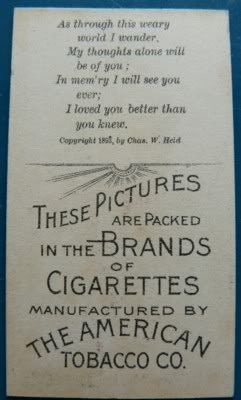 As through this weary
world I wander,
My thoughts alone will
be of you;
In mem'ry I will see you
ever;
I loved you better than
you knew.
Copyright 1893, by Chas. W. Held
THESE PICTURES
ARE PACKED
IN THE BRANDS
OF
CIGARETTES
MANUFACTURED BY
THE AMERICAN
TOBACCO CO.